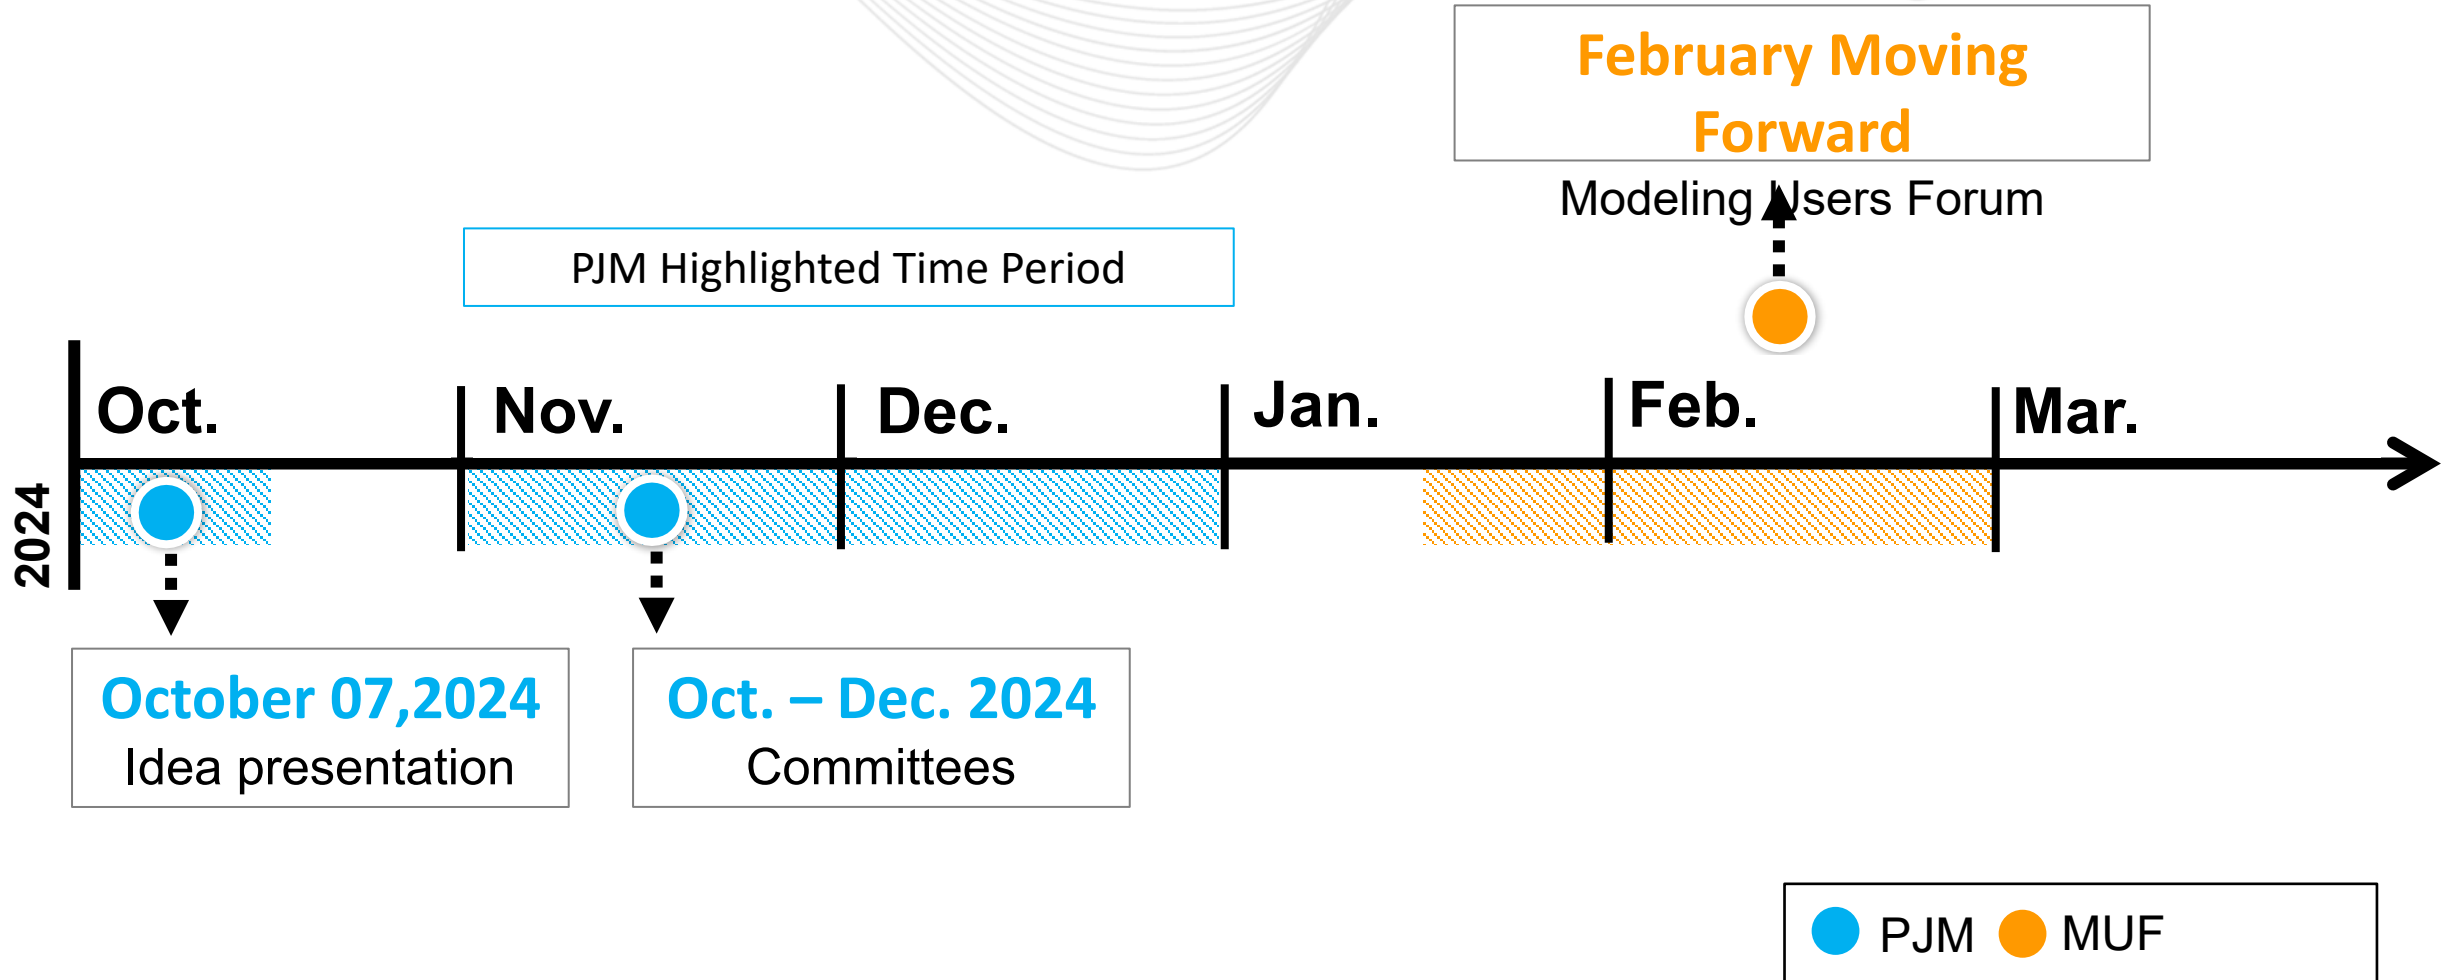 February Moving
Forward
Modeling Users Forum
PJM Highlighted Time Period
Oct.
Nov.
Dec.
Jan.
Feb.
Mar.
2024
October 07,2024
Idea presentation
Oct. – Dec. 2024
Committees
PJM
MUF